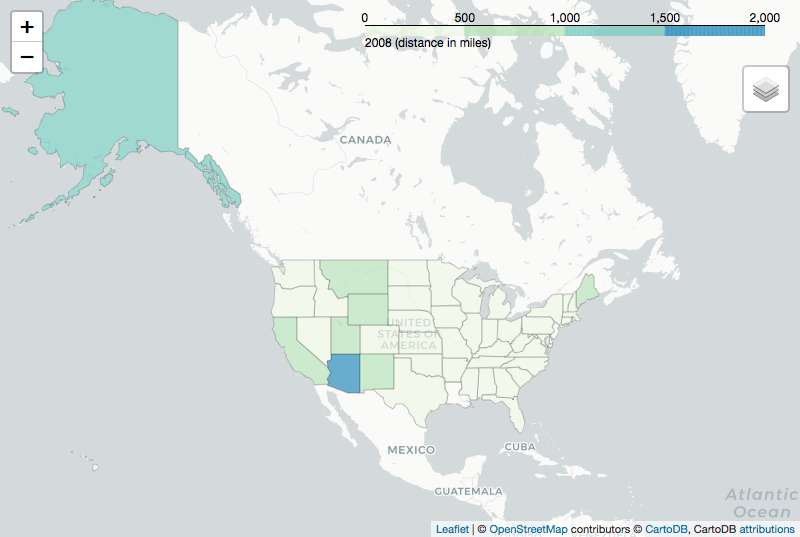 +
−
0 500 1,000 1,500 2,000
2008 (distance in miles)
CANADA
UNITED
STATES OF
AMERICA
MEXICO
CUBA
GUATEMALA
Atlantic
Ocean
Leaflet | © OpenStreetMap contributors © CartoDB, CartoDB attributions